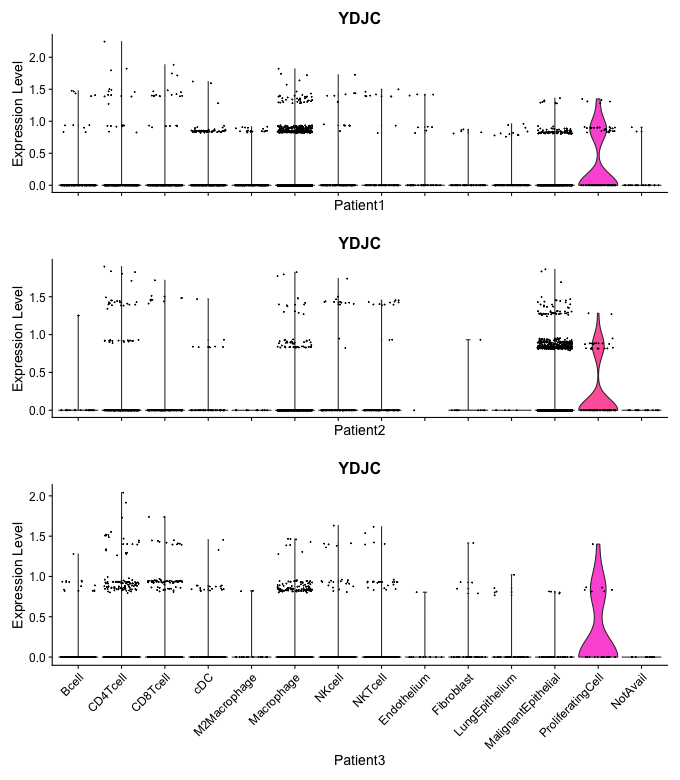 YDJC
Expression Level
2.0
1.5
1.0
0.5
0.0
Patient1
YDJC
Expression Level
1.5
1.0
0.5
0.0
Patient2
YDJC
Expression Level
2.0
1.5
1.0
0.5
0.0
Bcell
CD4Tcell
CD8Tcell
cDC
M2Macrophage
Macrophage
NKcell
NKTcell
Endothelium
Fibroblast
LungEpithelium
MalignantEpithelial
ProliferatingCell
NotAvail
Patient3